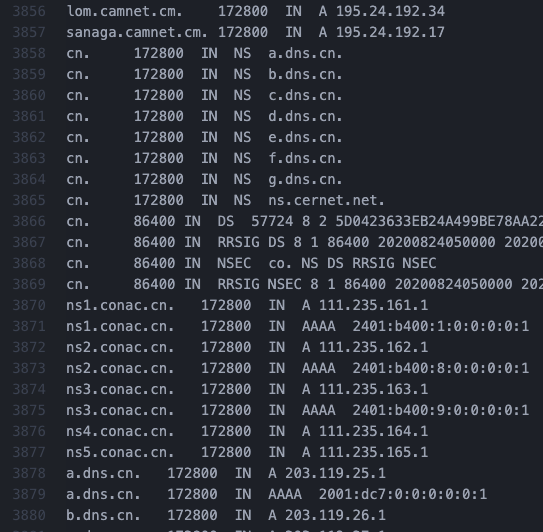 3856 lom.camnet.cm. 172800 IN A 195.24.192.34
3857 sanaga.camnet.cm. 172800 IN A 195.24.192.17
3858 cn. 172800 IN NS a.dns.cn.
3859 cn. 172800 IN NS b.dns.cn.
3860 cn. 172800 IN NS c.dns.cn.
3861 cn. 172800 IN NS d.dns.cn.
3862 cn. 172800 IN NS e.dns.cn.
3863 cn. 172800 IN NS f.dns.cn.
3864 cn. 172800 IN NS g.dns.cn.
3865 cn. 172800 IN NS ns.cernet.net.
3866 cn. 86400 IN DS 57724 8 2 5D0423633EB24A499BE78AA22
3867 cn. 86400 IN RRSIG DS 8 1 86400 20200824050000 20200
3868 cn. 86400 IN NSEC co. NS DS RRSIG NSEC
3869 cn. 86400 IN RRSIG NSEC 8 1 86400 20200824050000 202
3870 ns1.conac.cn. 172800 IN A 111.235.161.1
3871 ns1.conac.cn. 172800 IN AAAA 2401:b400:1:0:0:0:0:1
3872 ns2.conac.cn. 172800 IN A 111.235.162.1
3873 ns2.conac.cn. 172800 IN AAAA 2401:b400:8:0:0:0:0:1
3874 ns3.conac.cn. 172800 IN A 111.235.163.1
3875 ns3.conac.cn. 172800 IN AAAA 2401:b400:9:0:0:0:0:1
3876 ns4.conac.cn. 172800 IN A 111.235.164.1
3877 ns5.conac.cn. 172800 IN A 111.235.165.1
3878 a.dns.cn. 172800 IN A 203.119.25.1
3879 a.dns.cn. 172800 IN AAAA 2001:dc7:0:0:0:0:0:1
3880 b.dns.cn. 172800 IN A 203.119.26.1